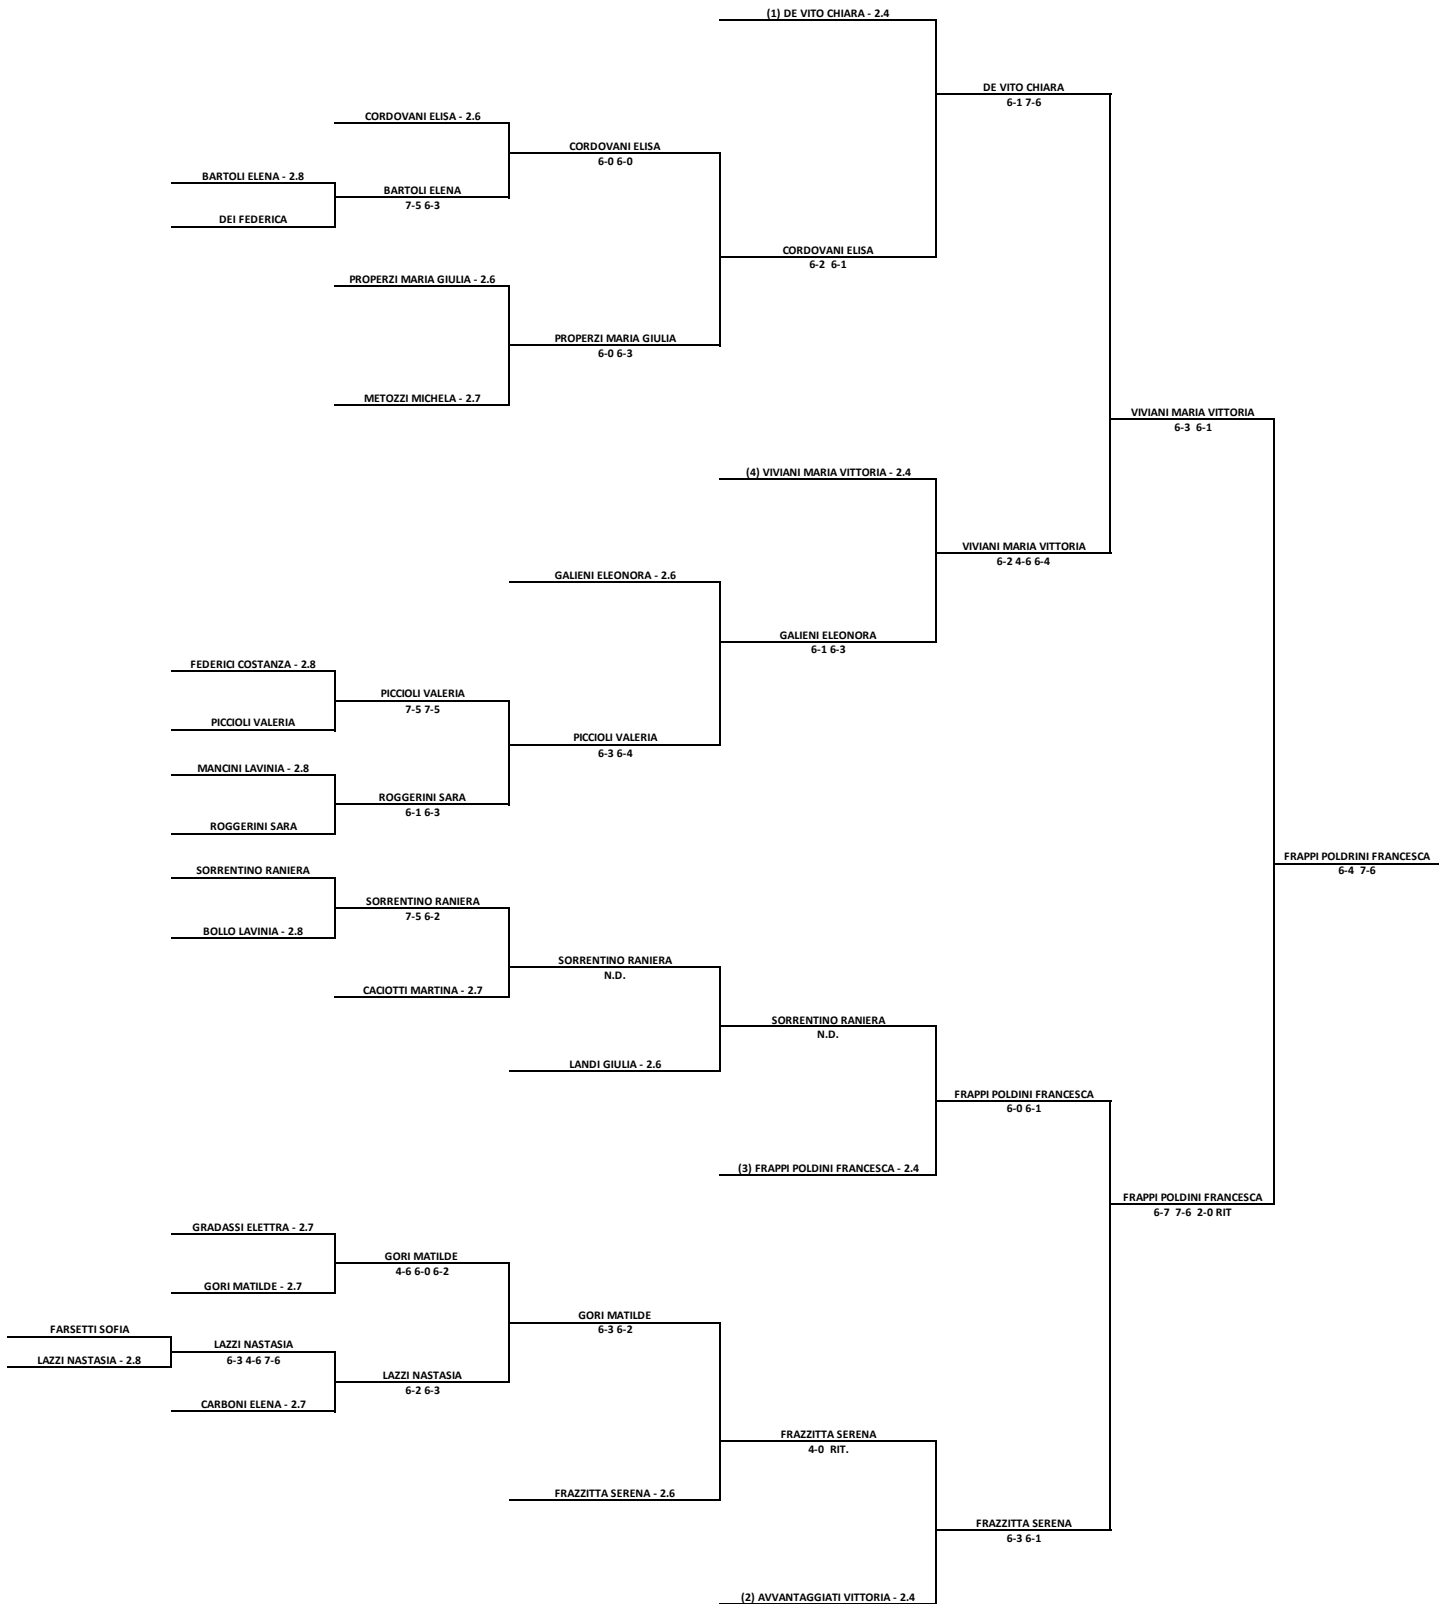 (1) DE VITO CHIARA - 2.4
DE VITO CHIARA
6-1 7-6
CORDOVANI ELISA - 2.6
CORDOVANI ELISA
6-0 6-0
BARTOLI ELENA - 2.8
BARTOLI ELENA
7-5 6-3
DEI FEDERICA
CORDOVANI ELISA
6-2 6-1
PROPERZI MARIA GIULIA - 2.6
PROPERZI MARIA GIULIA
6-0 6-3
METOZZI MICHELA - 2.7
VIVIANI MARIA VITTORIA
6-3 6-1
(4) VIVIANI MARIA VITTORIA - 2.4
VIVIANI MARIA VITTORIA
6-2 4-6 6-4
GALIENI ELEONORA - 2.6
GALIENI ELEONORA
6-1 6-3
FEDERICI COSTANZA - 2.8
PICCIOLI VALERIA
7-5 7-5
PICCIOLI VALERIA
PICCIOLI VALERIA
6-3 6-4
MANCINI LAVINIA - 2.8
ROGGERINI SARA
6-1 6-3
ROGGERINI SARA
FRAPPI POLDRINI FRANCESCA
6-4 7-6
SORRENTINO RANIERA
SORRENTINO RANIERA
7-5 6-2
BOLLO LAVINIA - 2.8
SORRENTINO RANIERA
N.D.
CACIOTTI MARTINA - 2.7
SORRENTINO RANIERA
N.D.
LANDI GIULIA - 2.6
FRAPPI POLDINI FRANCESCA
6-0 6-1
(3) FRAPPI POLDINI FRANCESCA - 2.4
FRAPPI POLDINI FRANCESCA
6-7 7-6 2-0 RIT
GRADASSI ELETTRA - 2.7
GORI MATILDE
4-6 6-0 6-2
GORI MATILDE - 2.7
GORI MATILDE
6-3 6-2
FARSETTI SOFIA
LAZZI NASTASIA
6-3 4-6 7-6
LAZZI NASTASIA - 2.8
LAZZI NASTASIA
6-2 6-3
CARBONI ELENA - 2.7
FRAZZITTA SERENA
4-0 RIT.
FRAZZITTA SERENA - 2.6
FRAZZITTA SERENA
6-3 6-1
(2) AVVANTAGGIATI VITTORIA - 2.4